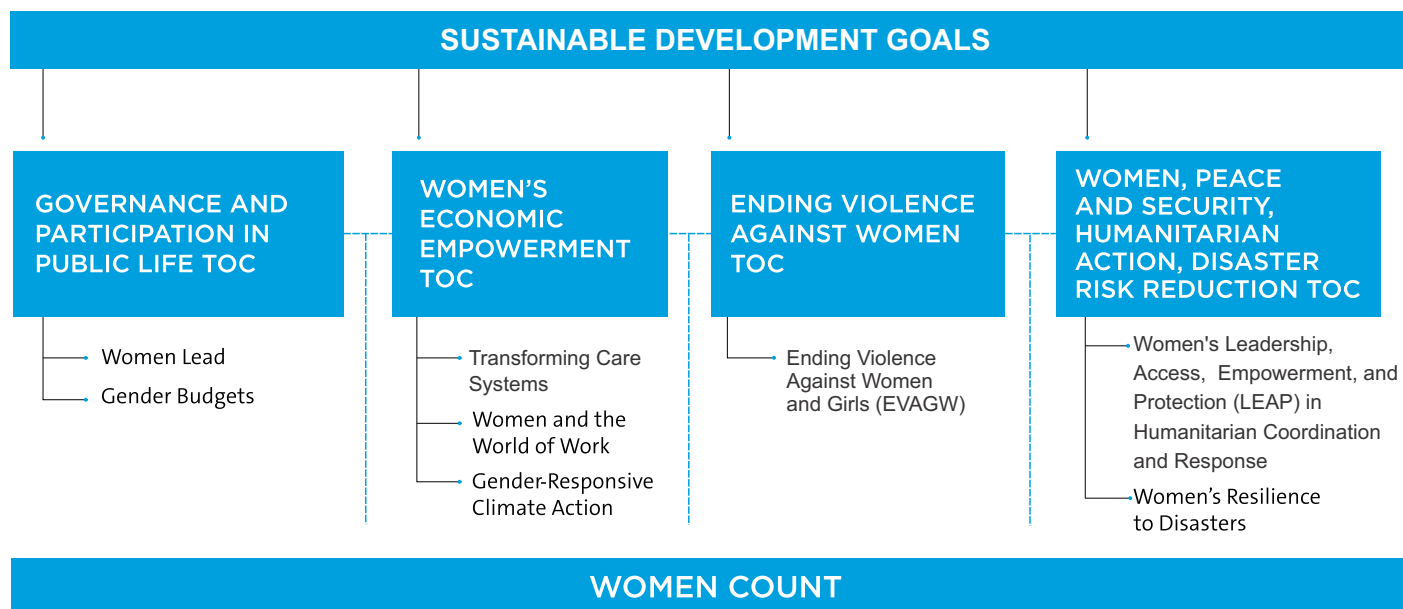 SUSTAINABLE DEVELOPMENT GOALS
GOVERNANCE AND
PARTICIPATION IN
PUBLIC LIFE TOC
Women Lead
Gender Budgets
WOMEN’S
ECONOMIC
EMPOWERMENT
TOC
Transforming Care
Systems
Women and the
World of Work
Gender-Responsive
Climate Action
ENDING VIOLENCE
AGAINST WOMEN
TOC
Ending Violence
Against Women
and Girls (EVAGW)
WOMEN, PEACE
AND SECURITY,
HUMANITARIAN
ACTION, DISASTER
RISK REDUCTION TOC
Women's Leadership,
Access,  Empowerment, and
Protection (LEAP) in
Humanitarian Coordination
and Response
Women’s Resilience
to Disasters
WOMEN COUNT